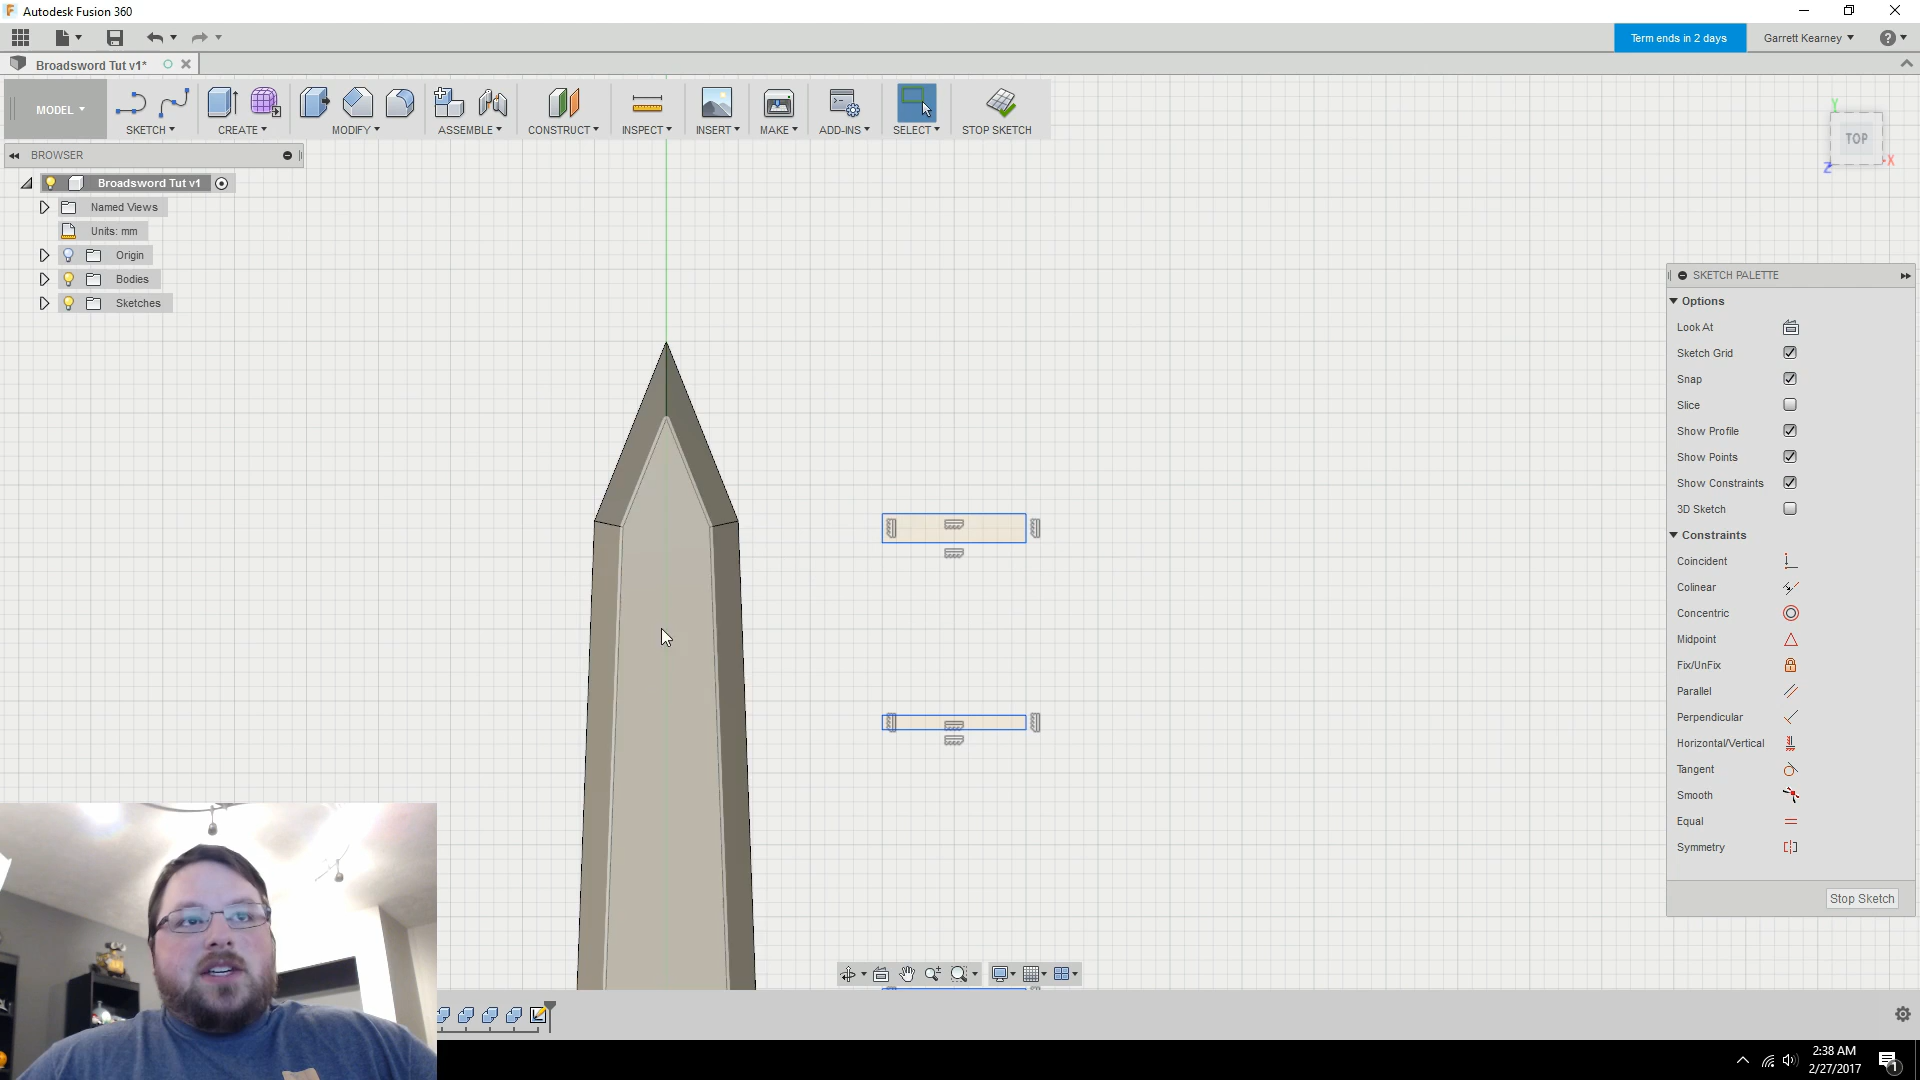 Autodesk Fusion 360
Term ends in 2 days
Garrett Kearney
Broadsword Tut v1*
MODEL
SKETCH
CREATE
MODIFY
ASSEMBLE
CONSTRUCT
INSPECT
INSERT
MAKE
ADD-INS
SELECT
STOP SKETCH
BROWSER
Broadsword Tut v1
Named Views
Units: mm
Origin
Bodies
Sketches
Y
TOP
X
Z
SKETCH PALETTE
Options
Look At
Sketch Grid
Snap
Slice
Show Profile
Show Points
Show Constraints
3D Sketch
Constraints
Coincident
Colinear
Concentric
Midpoint
Fix/UnFix
Parallel
Perpendicular
Horizontal/Vertical
Tangent
Smooth
Equal
Symmetry
Stop Sketch
2:38 AM
2/27/2017
1